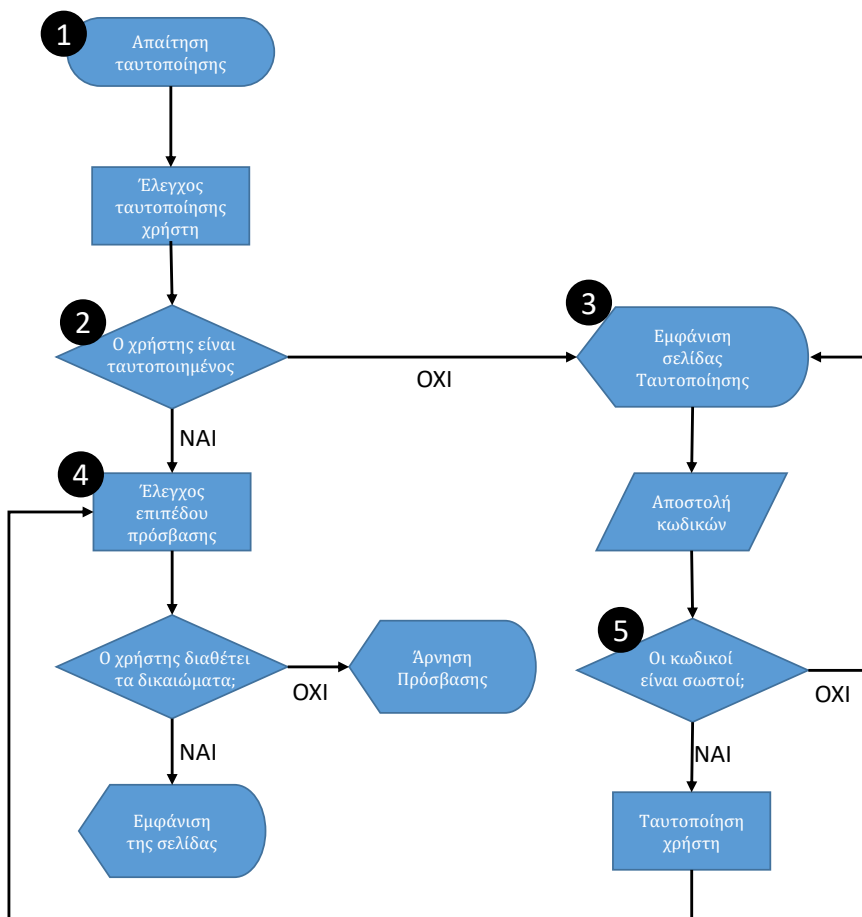 1
Απαίτηση
ταυτοποίησης
Έλεγχος
ταυτοποίησης
χρήστη
2
Ο χρήστης είναι
ταυτοποιημένος
ΟΧΙ
3
Εμφάνιση
σελίδας
Ταυτοποίησης
ΝΑΙ
4
Έλεγχος
επιπέδου
πρόσβασης
Αποστολή
κωδικών
Ο χρήστης διαθέτει
τα δικαιώματα;
ΟΧΙ
Άρνηση
Πρόσβασης
5
Οι κωδικοί
είναι σωστοί;
ΟΧΙ
ΝΑΙ
Εμφάνιση
της σελίδας
ΝΑΙ
Ταυτοποίηση
χρήστη